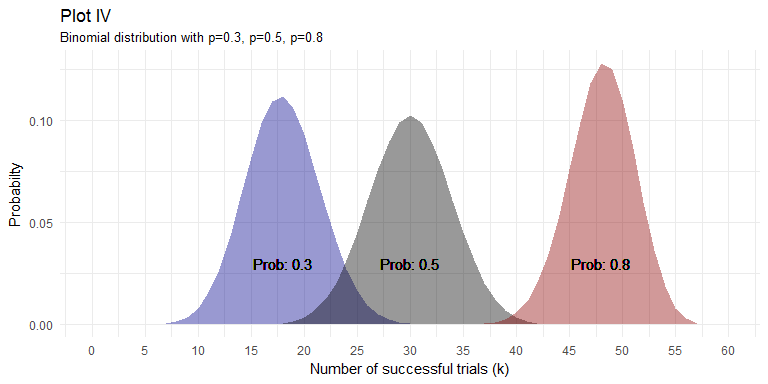 Plot IV
Binomial distribution with p=0.3, p=0.5, p=0.8
Probabilty
0.10
0.05
0.00
Prob: 0.3
Prob: 0.5
Prob: 0.8
0 5 10 15 20 25 30 35 40 45 50 55 60
Number of successful trials (k)